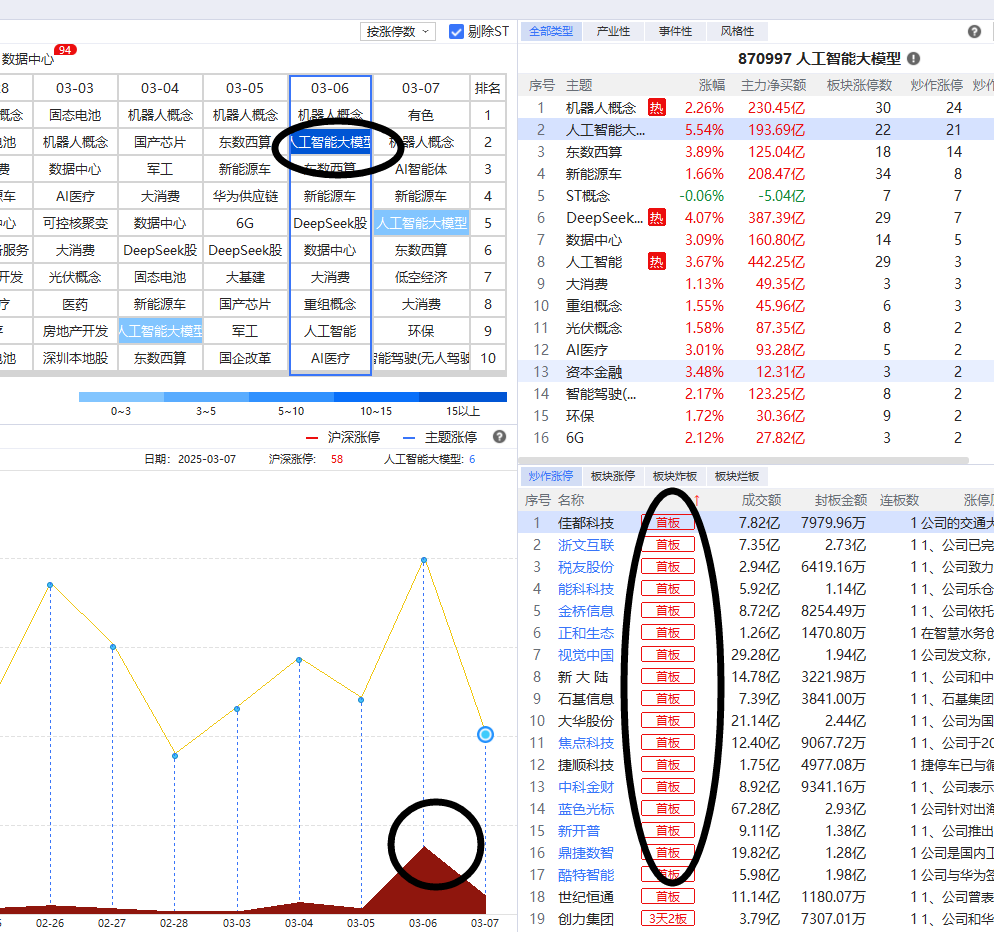 按涨停数 剔除ST
数据中心 94
03-03 03-04 03-05 03-06 03-07 排名
概念 固态电池 机器人概念 机器人概念 机器人概念 有色 1
机器人概念 国产芯片 东数西算 人工智能大模型 机器人概念 2
费 数据中心 军工 新能源车 东数西算 AI智能体 3
AI医疗 大消费 华为供应链 新能源车 新能源车 4
可控核聚变 数据中心 6G DeepSeek股 人工智能大模型 5
服务 大消费 DeepSeek股 DeepSeek股 数据中心 东数西算 6
开发 光伏概念 固态电池 大基建 大消费 低空经济 7
疗 医药 新能源车 国产芯片 重组概念 大消费 8
房地产开发 人工智能大模型 军工 人工智能 环保 9
深圳本地股 东数西算 国企改革 AI医疗 智能驾驶(无人驾驶 10
0~3 3~5 5~10 10~15 15以上
沪深涨停 主题涨停
日期: 2025-03-07 沪深涨停: 58 人工智能大模型: 6
02-26 02-27 02-28 03-03 03-04 03-05 03-06 03-07
全部类型 产业性 事件性 风格性
870997 人工智能大模型
序号 主题 涨幅 主力净买额 板块涨停数 炒作涨停 炒作
1 机器人概念 热 2.26% 230.45亿 30 24
2 人工智能大... 5.54% 193.69亿 22 21
3 东数西算 3.89% 125.04亿 18 14
4 新能源车 1.66% 208.47亿 34 8
5 ST概念 -0.06% -5.04亿 7 7
6 DeepSeek... 热 4.07% 387.39亿 29 7
7 数据中心 3.09% 160.80亿 14 5
8 人工智能 热 3.67% 442.25亿 29 3
9 大消费 1.13% 49.35亿 3 3
10 重组概念 1.55% 45.96亿 6 3
11 光伏概念 1.58% 87.35亿 8 2
12 AI医疗 3.01% 93.28亿 5 2
13 资本金融 3.48% 12.31亿 3 2
14 智能驾驶(... 2.17% 123.25亿 8 2
15 环保 1.72% 30.36亿 9 2
16 6G 2.12% 27.82亿 3 2
炒作涨停 板块涨停 板块炸板 板块烂板
序号 名称 ↑ 成交额 封板金额 连板数 涨停
1 佳都科技 首板 7.82亿 7979.96万 1 公司的交通大
2 浙文互联 首板 7.35亿 2.73亿 1 1、公司已完
3 税友股份 首板 2.94亿 6419.16万 1 1、公司致力
4 能科科技 首板 5.92亿 1.14亿 1 1、公司乐仓
5 金桥信息 首板 8.72亿 8254.49万 1 1、公司依托
6 正和生态 首板 1.26亿 1470.80万 1 在智慧水务
7 视觉中国 首板 29.28亿 1.94亿 1 公司发文称,
8 新 大 陆 首板 14.78亿 3221.98万 1 1、公司和中
9 石基信息 首板 7.39亿 3841.00万 1 1、石基集团
10 大华股份 首板 21.14亿 2.44亿 1 1、公司为国
11 焦点科技 首板 12.40亿 9067.72万 1 1、公司于20
12 捷顺科技 首板 1.75亿 4977.08万 1 捷停车已与
13 中科金财 首板 8.92亿 9341.16万 1 1、公司表示
14 蓝色光标 首板 67.28亿 2.93亿 1 公司针对出海
15 新开普 首板 9.11亿 1.38亿 1 1、公司推出
16 鼎捷数智 首板 19.82亿 1.28亿 1 公司是国内工
17 酷特智能 首板 5.98亿 1.98亿 1 公司与华为签
18 世纪恒通 首板 11.14亿 1180.07万 1 1、公司曾表
19 创力集团 3天2板 3.79亿 7307.01万 1 1、公司和华